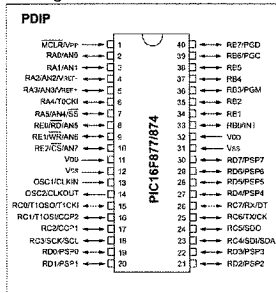 PDIP
MCLR/VPP 1
RA0/AN0 2
RA1/AN1 3
RA2/AN2/VREF- 4
RA3/AN3/VREF+ 5
RA4/T0CKI 6
RA5/AN4/SS 7
RE0/RD/AN5 8
RE1/WR/AN6 9
RE2/CS/AN7 10
VDD 11
VSS 12
OSC1/CLKIN 13
OSC2/CLKOUT 14
RC0/T1OSO/T1CKI 15
RC1/T1OSI/CCP2 16
RC2/CCP1 17
RC3/SCK/SCL 18
RD0/PSP0 19
RD1/PSP1 20
PIC16F877/874
40 RB7/PGD
39 RB6/PGC
38 RB5
37 RB4
36 RB3/PGM
35 RB2
34 RB1
33 RB0/INT
32 VDD
31 VSS
30 RD7/PSP7
29 RD6/PSP6
28 RD5/PSP5
27 RD4/PSP4
26 RC7/RX/DT
25 RC6/TX/CK
24 RC5/SDO
23 RC4/SDI/SDA
22 RD3/PSP3
21 RD2/PSP2